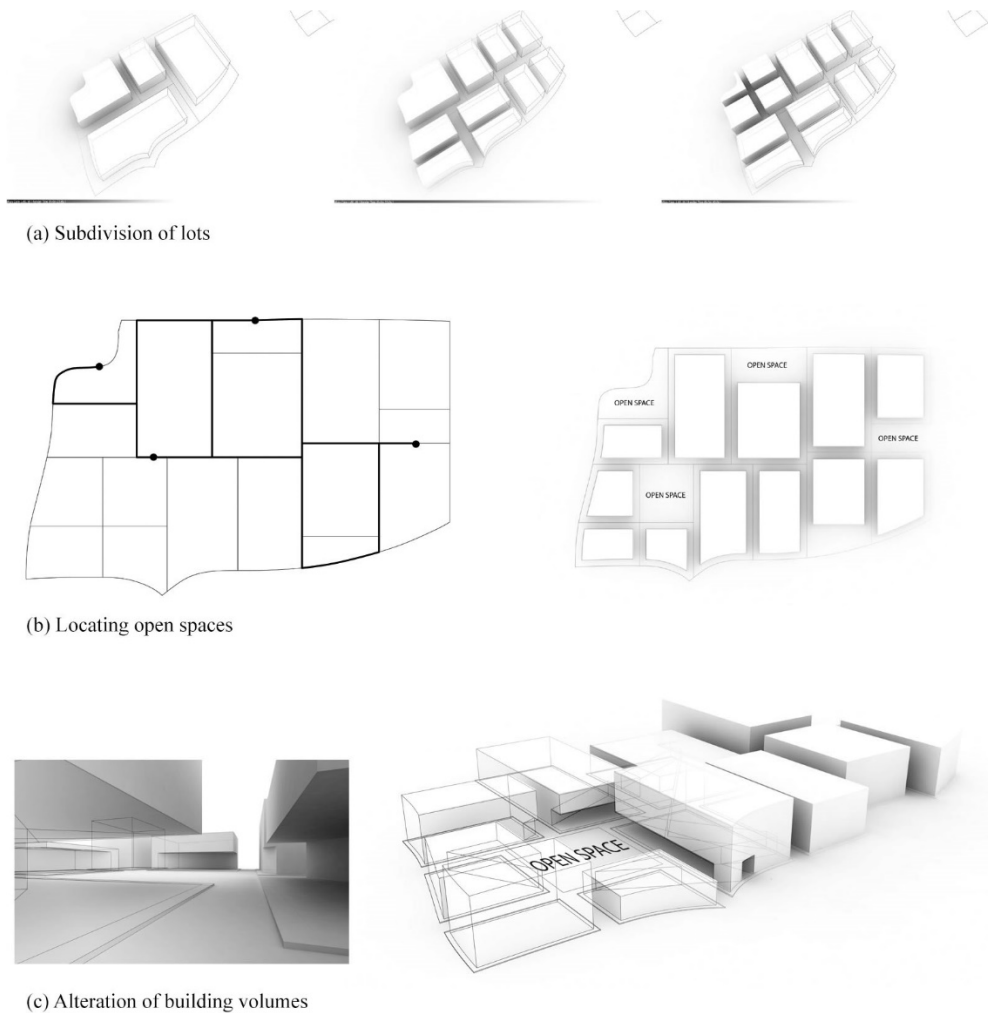 (a) Subdivision of lots
OPEN SPACE
OPEN SPACE
OPEN SPACE
OPEN SPACE
(b) Locating open spaces
OPEN SPACE
(c) Alteration of building volumes